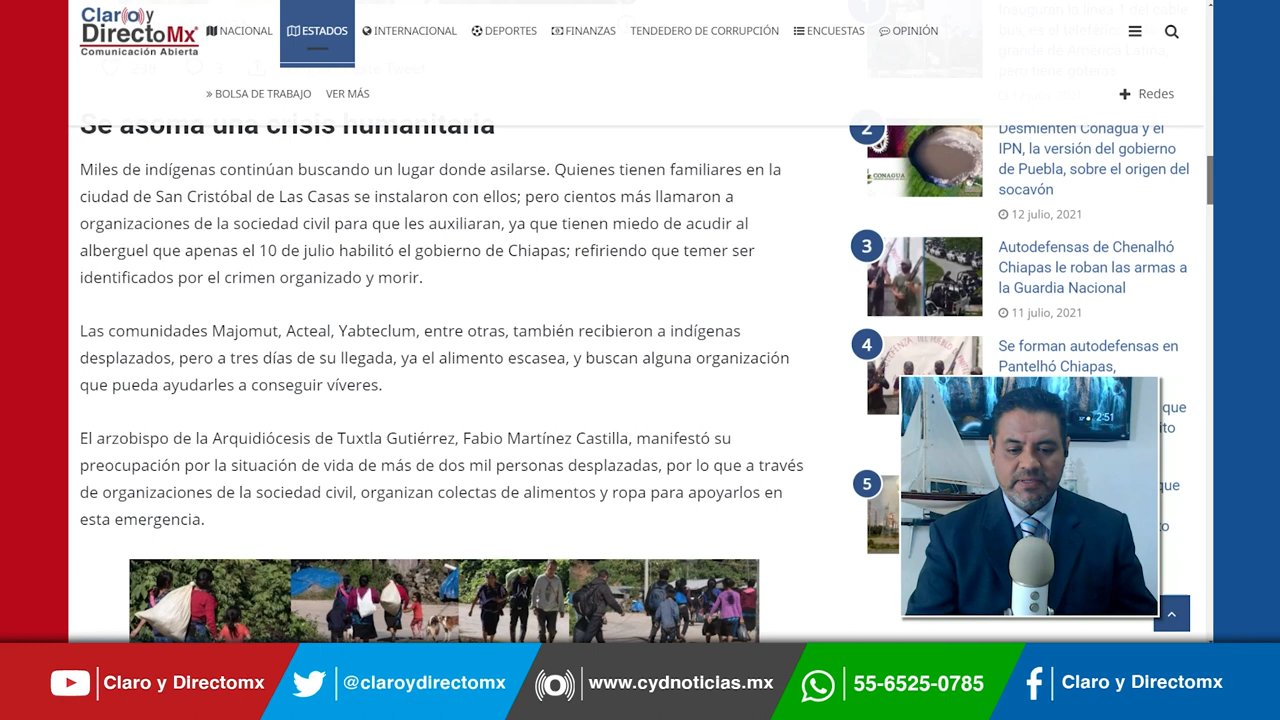 Claro y
DirectoMx
Comunicación Abierta
NACIONAL
ESTADOS
INTERNACIONAL
DEPORTES
FINANZAS
TENDEDERO DE CORRUPCIÓN
ENCUESTAS
OPINIÓN
BOLSA DE TRABAJO
VER MÁS
Redes
Se asoma una crisis humanitaria
Miles de indígenas continúan buscando un lugar donde asilarse. Quienes tienen familiares en la
ciudad de San Cristóbal de Las Casas se instalaron con ellos; pero cientos más llamaron a
organizaciones de la sociedad civil para que les auxiliaran, ya que tienen miedo de acudir al
alberguel que apenas el 10 de julio habilitó el gobierno de Chiapas; refiriendo que temer ser
identificados por el crimen organizado y morir.
Las comunidades Majomut, Acteal, Yabteclum, entre otras, también recibieron a indígenas
desplazados, pero a tres días de su llegada, ya el alimento escasea, y buscan alguna organización
que pueda ayudarles a conseguir víveres.
El arzobispo de la Arquidiócesis de Tuxtla Gutiérrez, Fabio Martínez Castilla, manifestó su
preocupación por la situación de vida de más de dos mil personas desplazadas, por lo que a través
de organizaciones de la sociedad civil, organizan colectas de alimentos y ropa para apoyarlos en
esta emergencia.
2
CONAGUA
Desmienten Conagua y el
IPN, la versión del gobierno
de Puebla, sobre el origen del
socavón
12 julio, 2021
3
Autodefensas de Chenalhó
Chiapas le roban las armas a
la Guardia Nacional
11 julio, 2021
4
Se forman autodefensas en
Pantelhó Chiapas,
que
5
que
2:51
Claro y Directomx
@claroydirectomx
www.cydnoticias.mx
55-6525-0785
Claro y Directomx